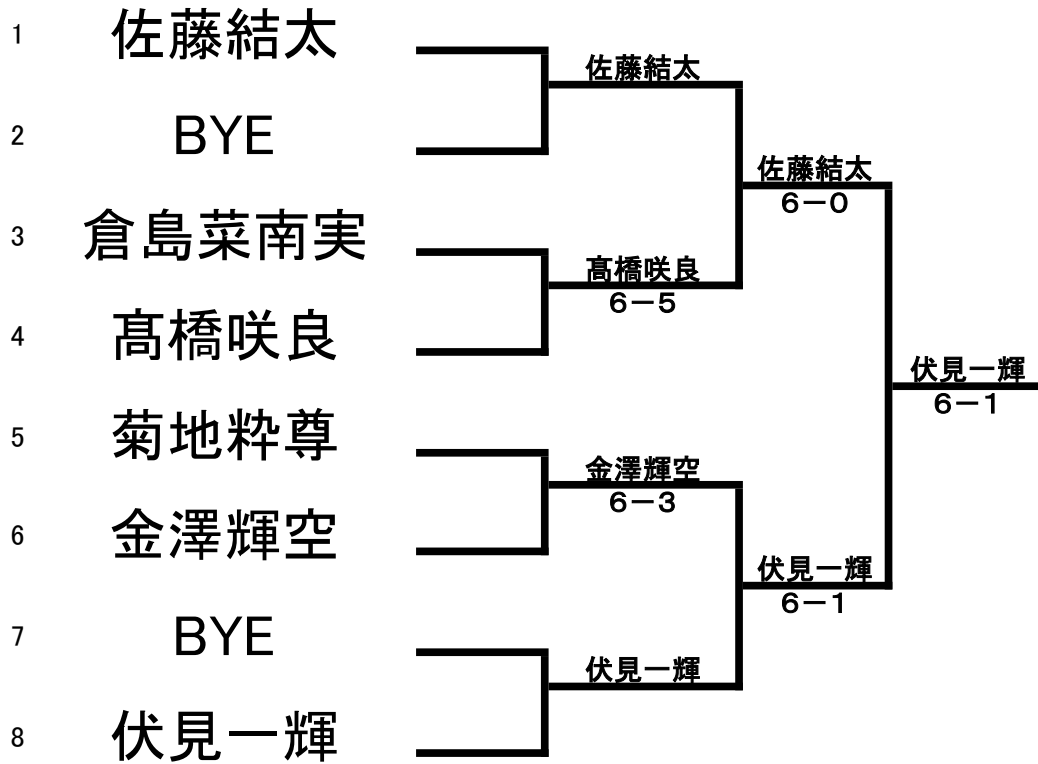 1 佐藤結太
佐藤結太
2 BYE
佐藤結太
6-0
3 倉島菜南実
髙橋咲良
6-5
4 髙橋咲良
伏見一輝
6-1
5 菊地粋尊
金澤輝空
6-3
6 金澤輝空
伏見一輝
6-1
7 BYE
伏見一輝
8 伏見一輝